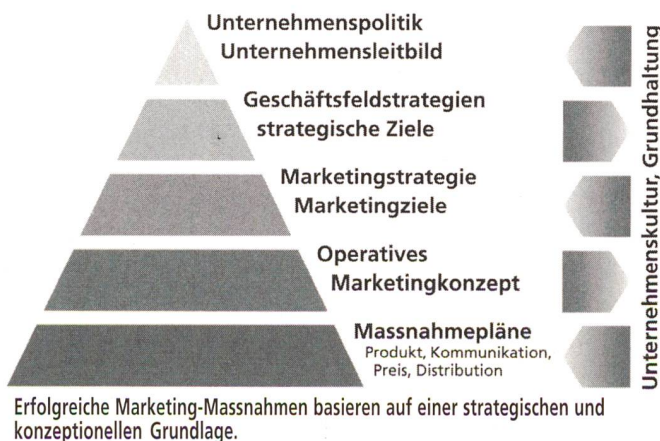 Unternehmenspolitik
Unternehmensleitbild
Geschäftsfeldstrategien
strategische Ziele
Marketingstrategie
Marketingziele
Operatives
Marketingkonzept
Massnahmepläne
Produkt, Kommunikation,
Preis, Distribution
Unternehmenskultur, Grundhaltung
Erfolgreiche Marketing-Massnahmen basieren auf einer strategischen und
konzeptionellen Grundlage.